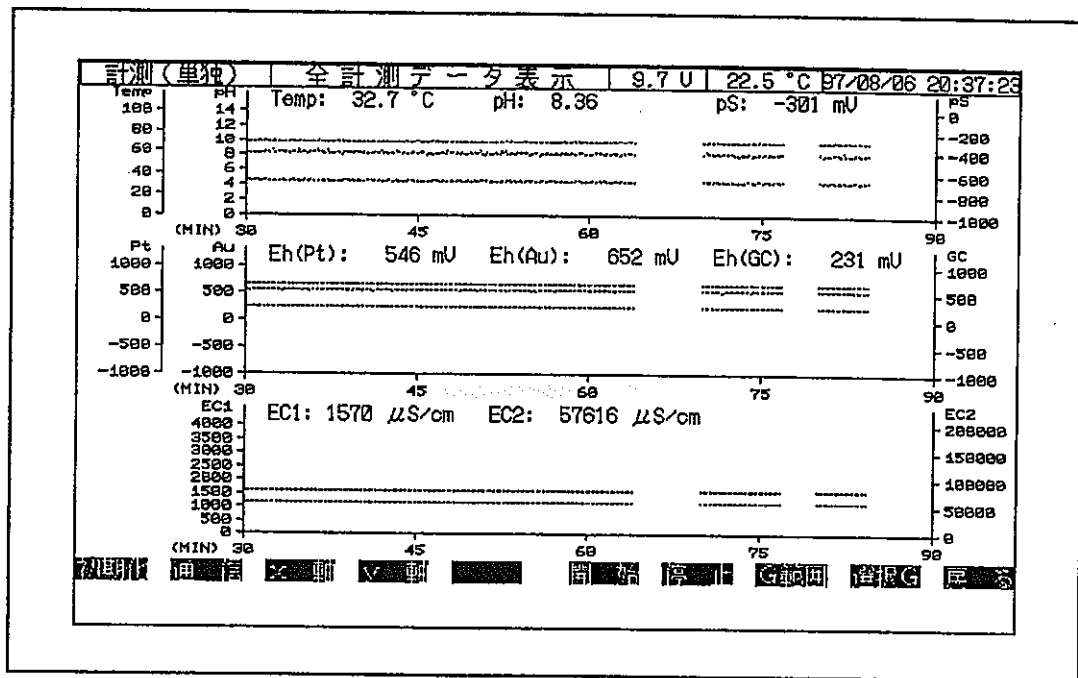 計測(単独) 全計測データ表示 9.7 V 22.5 °C 97/08/06 20:37:23
Temp pH Temp: 32.7 °C pH: 8.36 pS: -301 mV pS
100 14 0
80 12 -200
60 10 -400
40 8 -600
20 6 -800
0 4 -1000
2
0
(MIN) 30 45 60 75 90
Pt Au Eh(Pt): 546 mV Eh(Au): 652 mV Eh(GC): 231 mV GC
1000 1000 1000
500 500 500
0 0 0
-500 -500 -500
-1000 -1000 -1000
(MIN) 30 45 60 75 90
EC1 EC1: 1570 μS/cm EC2: 57616 μS/cm EC2
4000 200000
3500 150000
3000 100000
2500 50000
2000 0
1500
1000
500
0
(MIN) 30 45 60 75 90
初期化 通 信 X 軸 Y 軸 開 始 停 止 G範囲 選択G 戻 る